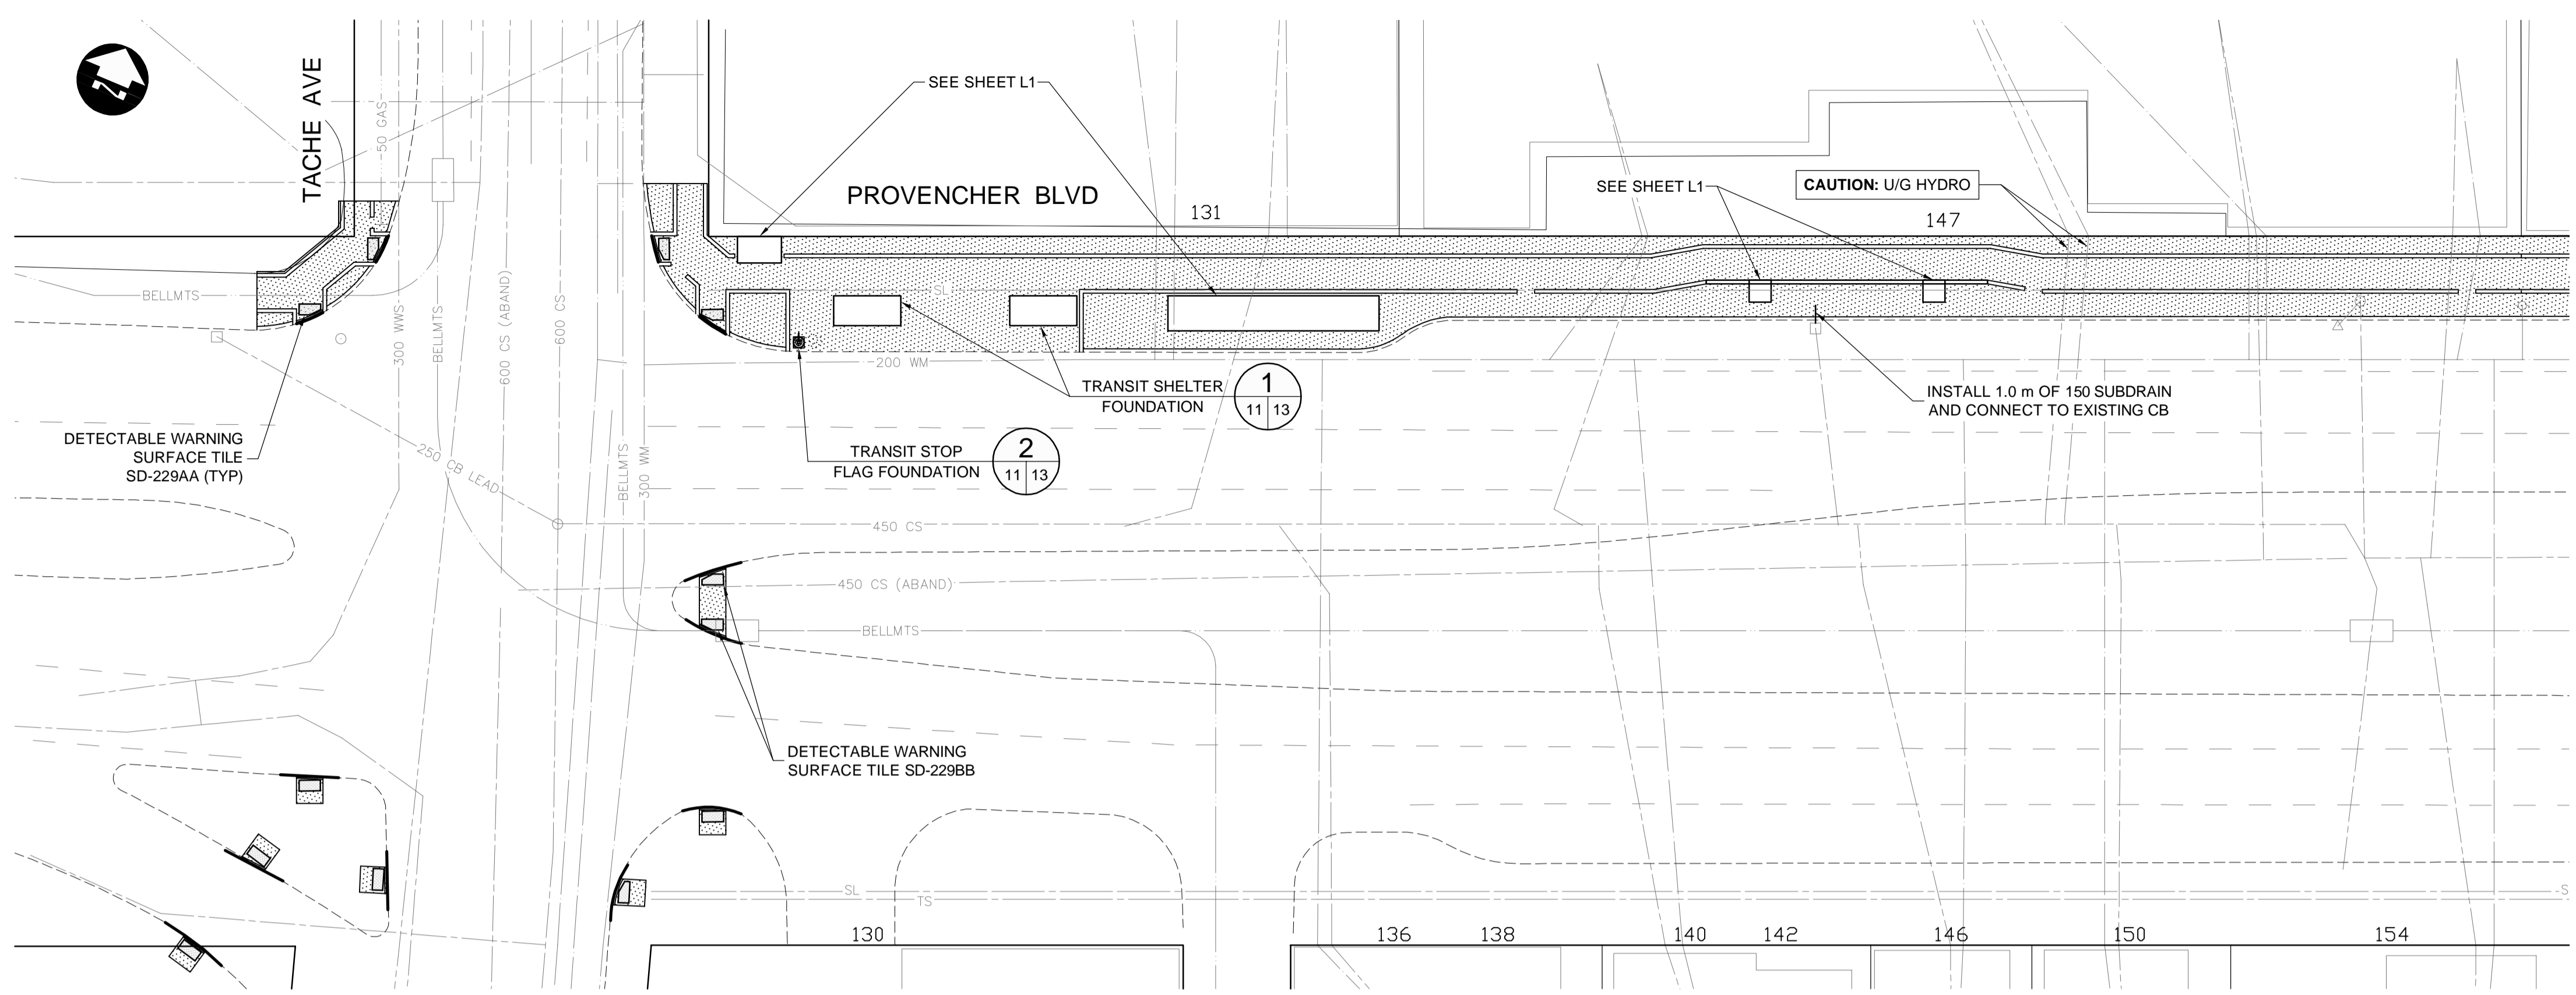 TACHE AVE
50 GAS
SEE SHEET L1
PROVENCHER BLVD
131
SEE SHEET L1
CAUTION: U/G HYDRO
147
BELLMTS
300 WWS
BELLMTS
600 CS (ABAND)
600 CS
SL
200 WM
TRANSIT SHELTER
FOUNDATION
1
11 13
INSTALL 1.0 m OF 150 SUBDRAIN
AND CONNECT TO EXISTING CB
DETECTABLE WARNING
SURFACE TILE
SD-229AA (TYP)
250 CB LEAD
BELLMTS
300 WM
TRANSIT STOP
FLAG FOUNDATION
2
11 13
450 CS
450 CS (ABAND)
BELLMTS
DETECTABLE WARNING
SURFACE TILE SD-229BB
SL
TS
S
130
136
138
140
142
146
150
154